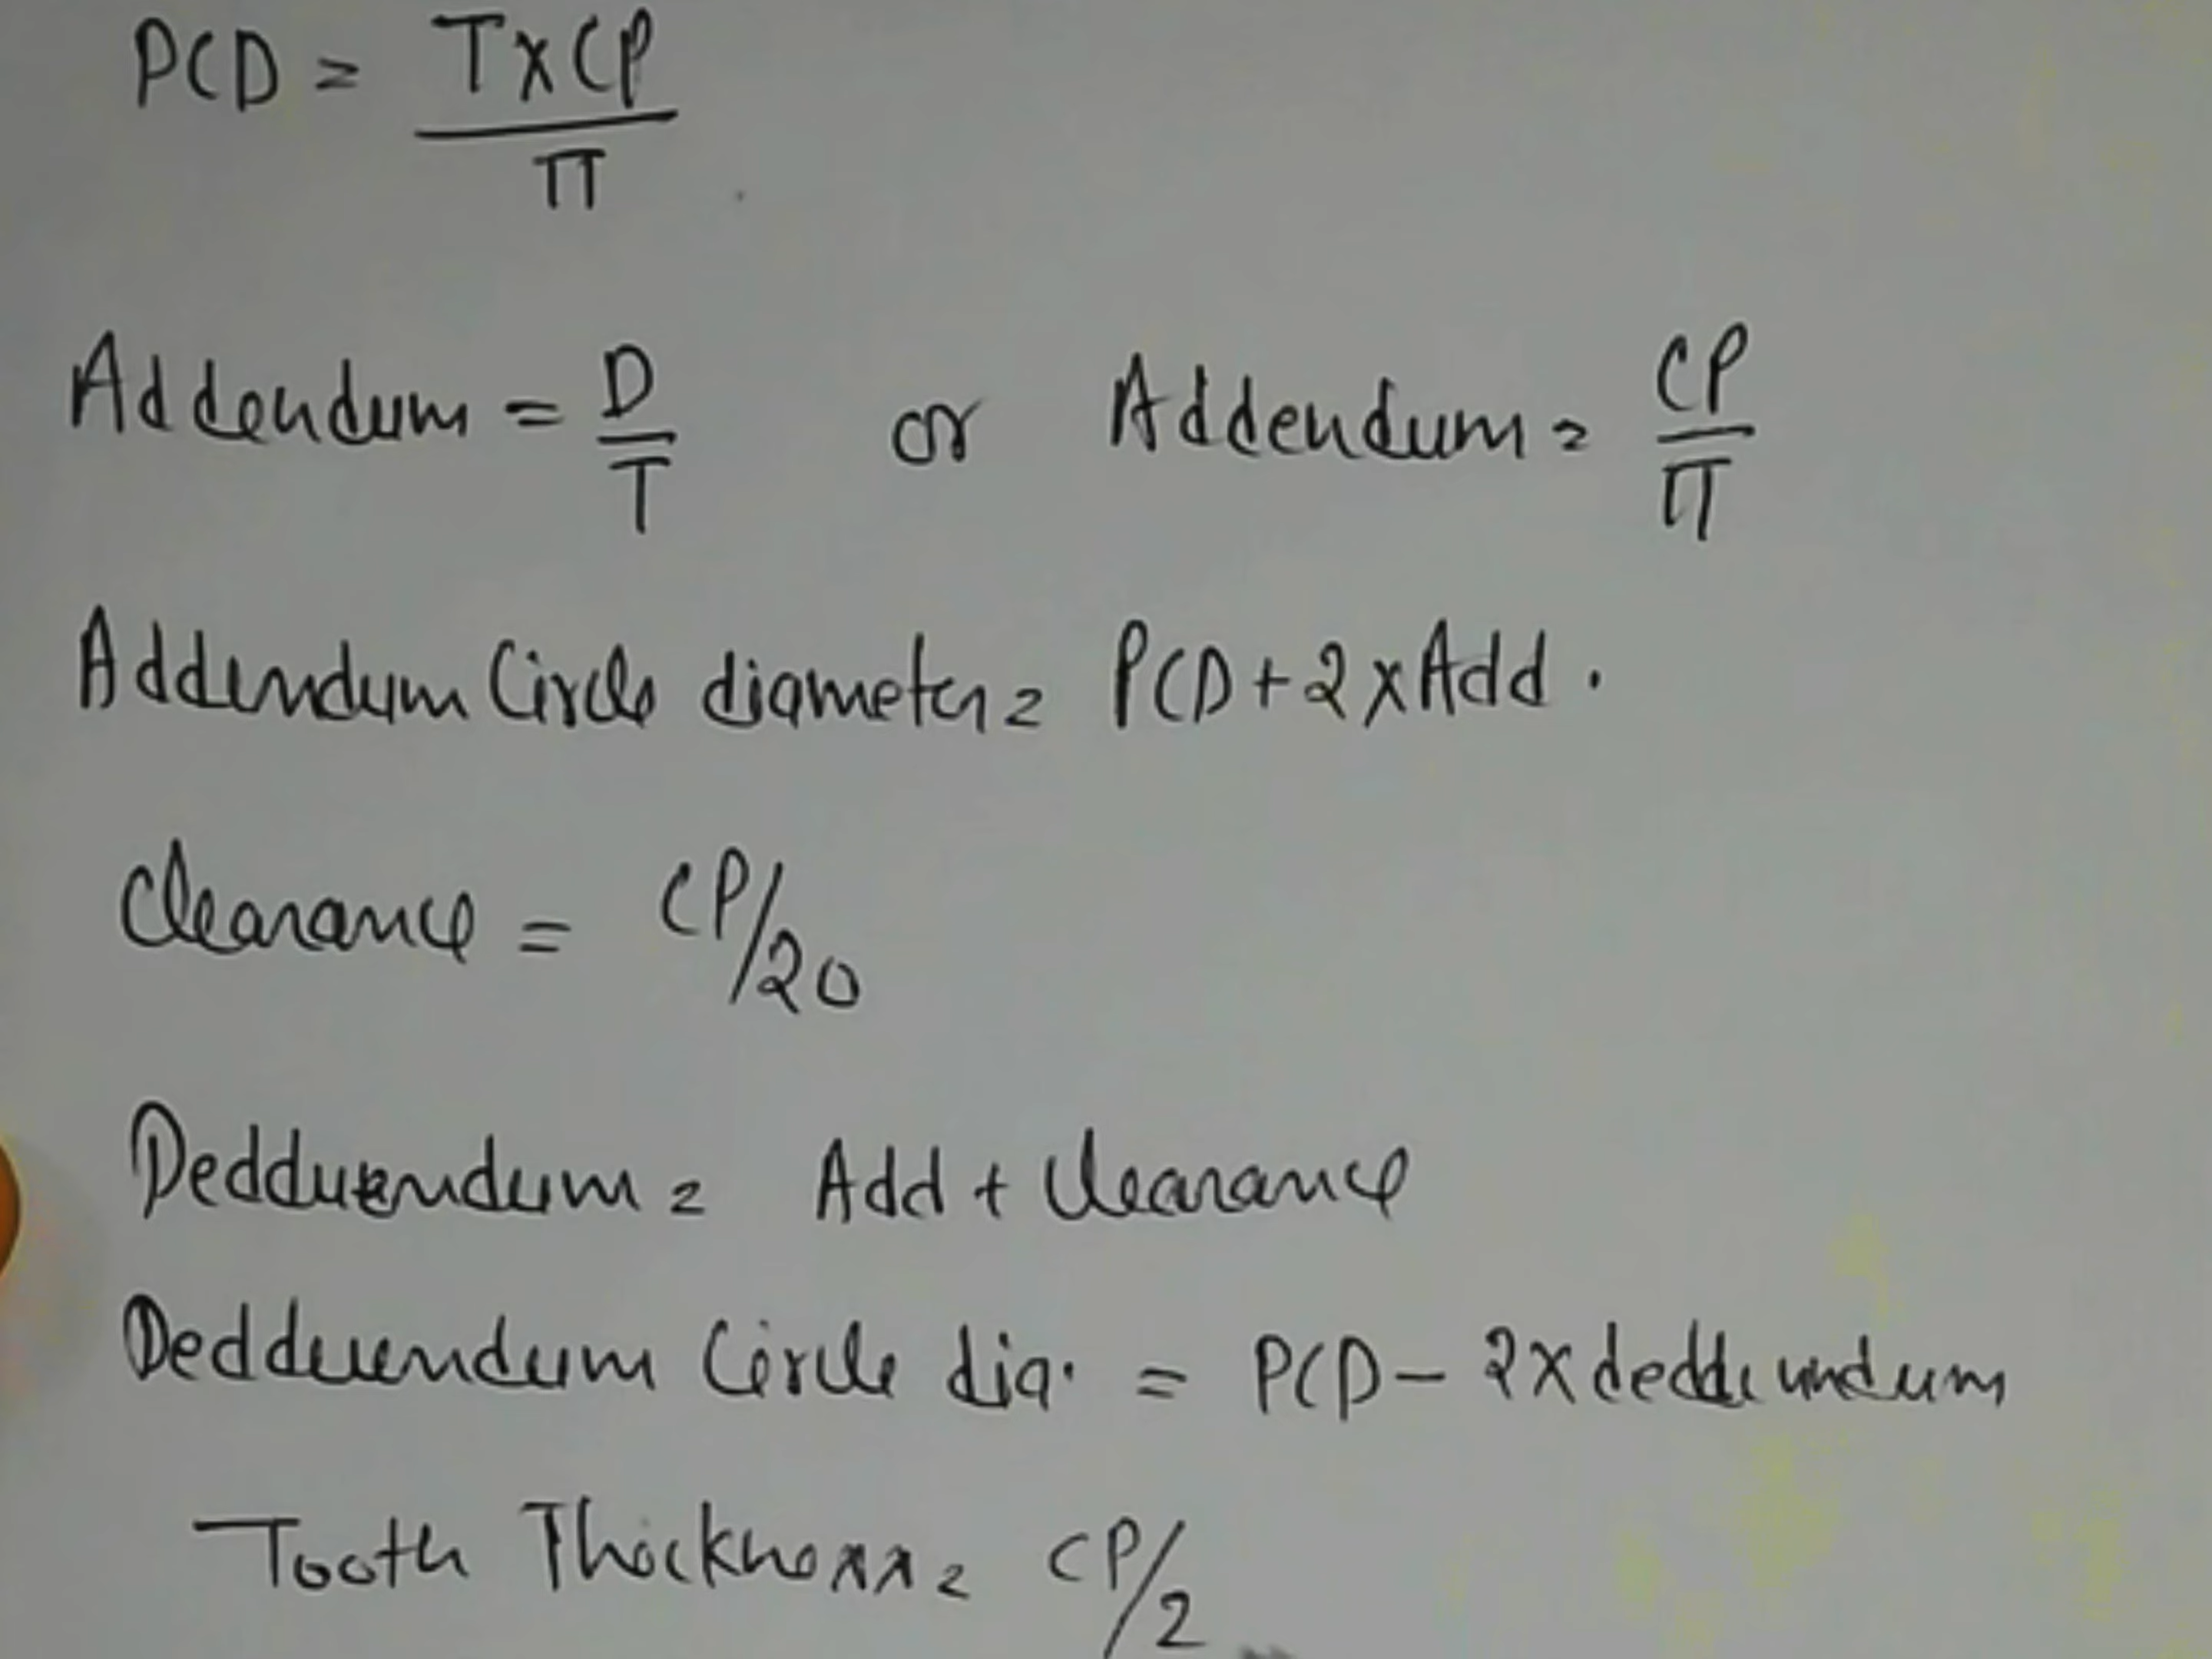 PCD = T×CP/π
Addendum = D/T or Addendum = CP/π
Addendum Circle diameter = PCD+2×Add.
Clearance = CP/20
Dedduendum = Add + Clearance
Dedduendum Circle dia. = PCD - 2×dedduendum
Tooth Thickness = CP/2